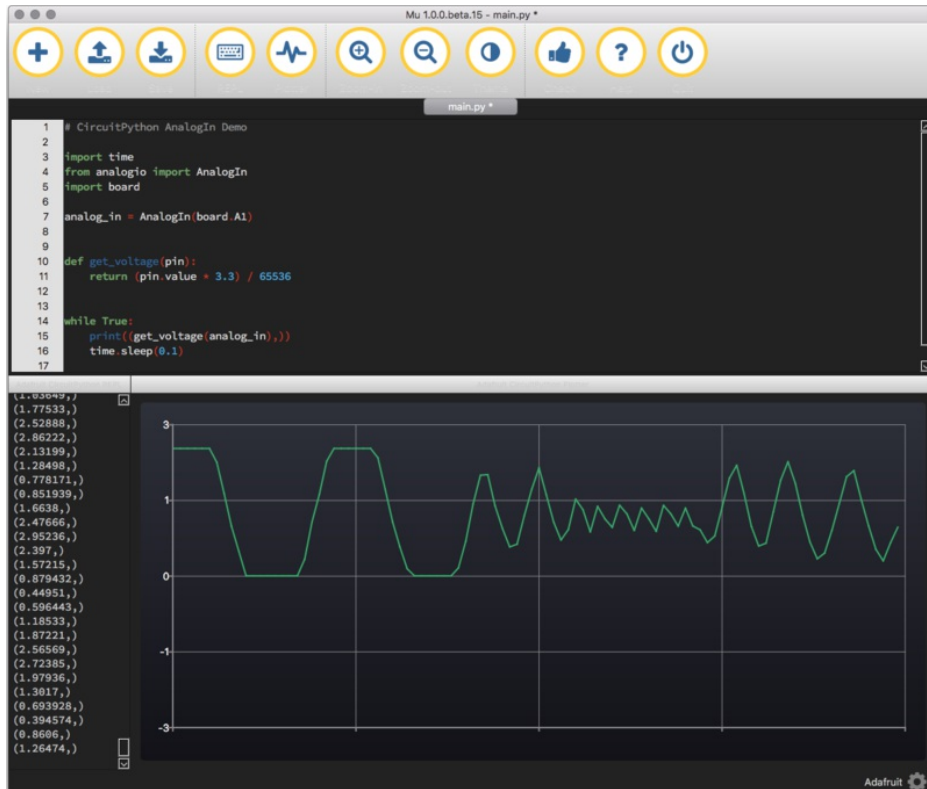 Mu 1.0.0.beta.15 - main.py *
main.py *
1 # CircuitPython AnalogIn Demo
2
3 import time
4 from analogio import AnalogIn
5 import board
6
7 analog_in = AnalogIn(board.A1)
8
9
10 def get_voltage(pin):
11     return (pin.value * 3.3) / 65536
12
13
14 while True:
15     print((get_voltage(analog_in),))
16     time.sleep(0.1)
17
(1.03649,)
(1.77533,)
(2.52888,)
(2.86222,)
(2.13199,)
(1.28498,)
(0.778171,)
(0.851939,)
(1.6638,)
(2.47666,)
(2.95236,)
(2.397,)
(1.57215,)
(0.879432,)
(0.44951,)
(0.596443,)
(1.18533,)
(1.87221,)
(2.56569,)
(2.72385,)
(1.97936,)
(1.3017,)
(0.693928,)
(0.394574,)
(0.8606,)
(1.26474,)
3
1
0
-1
-3
Adafruit